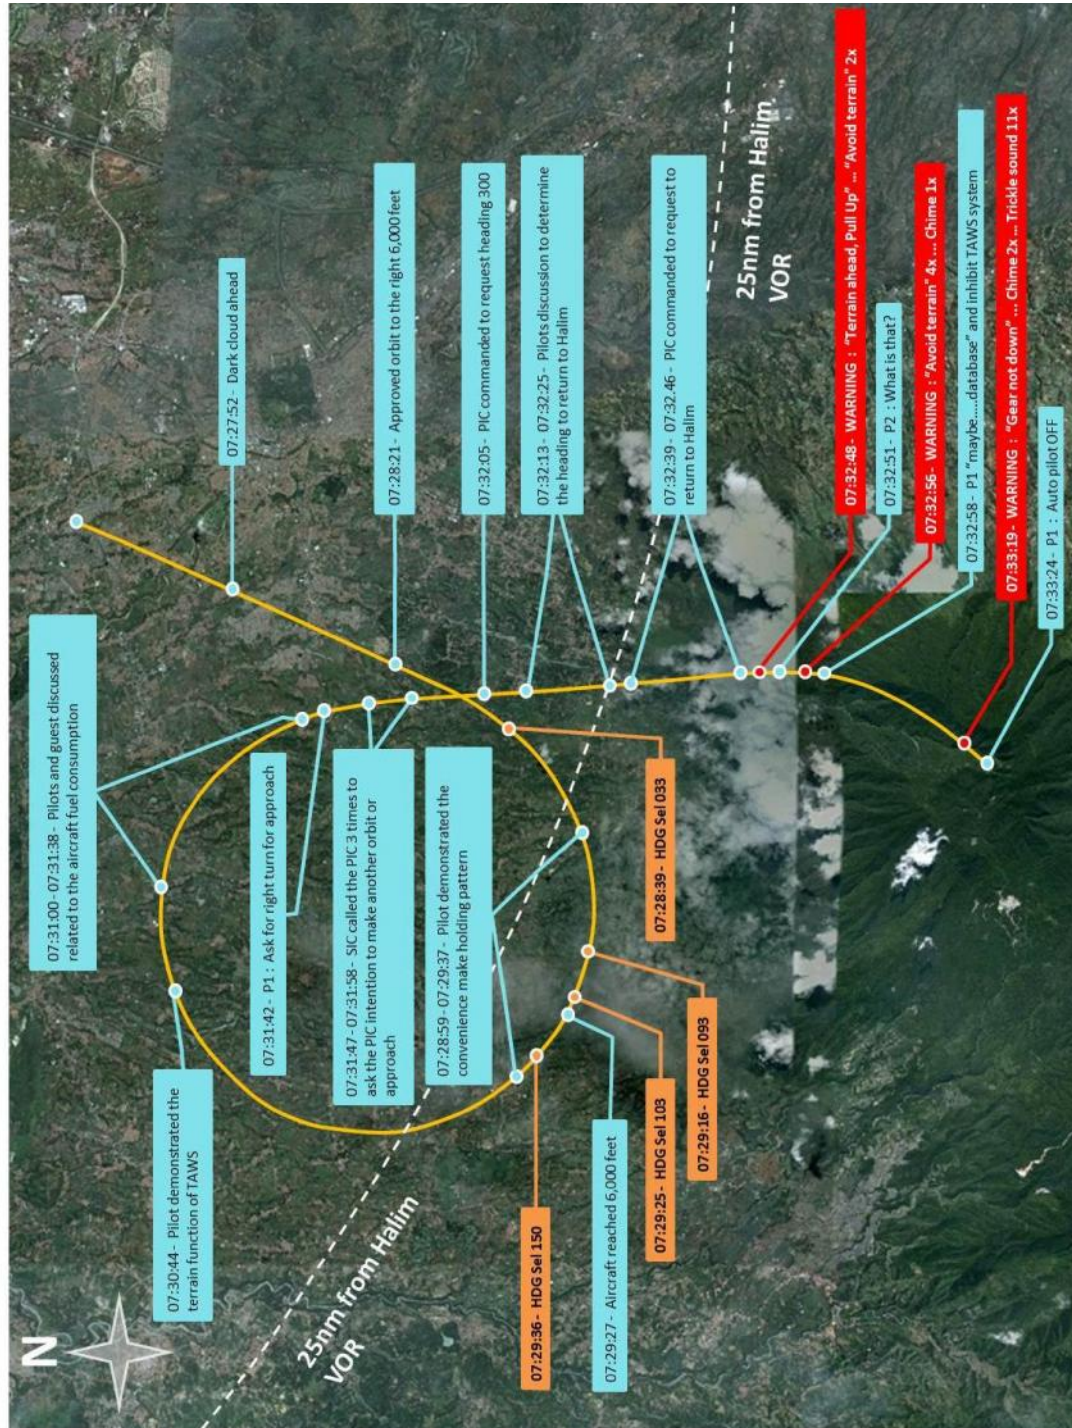 N
07:31:00 - 07:31:38 - Pilots and guest discussed
related to the aircraft fuel consumption
07:30:44 - Pilot demonstrated the
terrain function of TAWS
07:27:52 - Dark cloud ahead
07:31:42 - P1 : Ask for right turn for approach
07:31:47 - 07:31:58 - SIC called the PIC 3 times to
ask the PIC intention to make another orbit or
approach
07:28:59 - 07:29:37 - Pilot demonstrated the
convenience make holding pattern
07:28:21 - Approved orbit to the right 6,000 feet
07:32:05 - PIC commanded to request heading 300
07:32:13 - 07:32:25 - Pilots discussion to determine
the heading to return to Halim
07:32:39 - 07:32.46 - PIC commanded to request to
return to Halim
25nm from Halim
VOR
25nm from Halim
VOR
07:29:36 - HDG Sel 150
07:29:27 - Aircraft reached 6,000 feet
07:29:25 - HDG Sel 103
07:29:16 - HDG Sel 093
07:28:39 - HDG Sel 033
07:32:48 - WARNING : "Terrain ahead, Pull Up" ... "Avoid terrain" 2x
07:32:51 - P2 : What is that?
07:32:56 - WARNING : "Avoid terrain" 4x ... Chime 1x
07:32:58 - P1 "maybe......database" and inhibit TAWS system
07:33:19 - WARNING : "Gear not down" ... Chime 2x ... Trickle sound 11x
07:33:24 - P1 : Auto pilot OFF